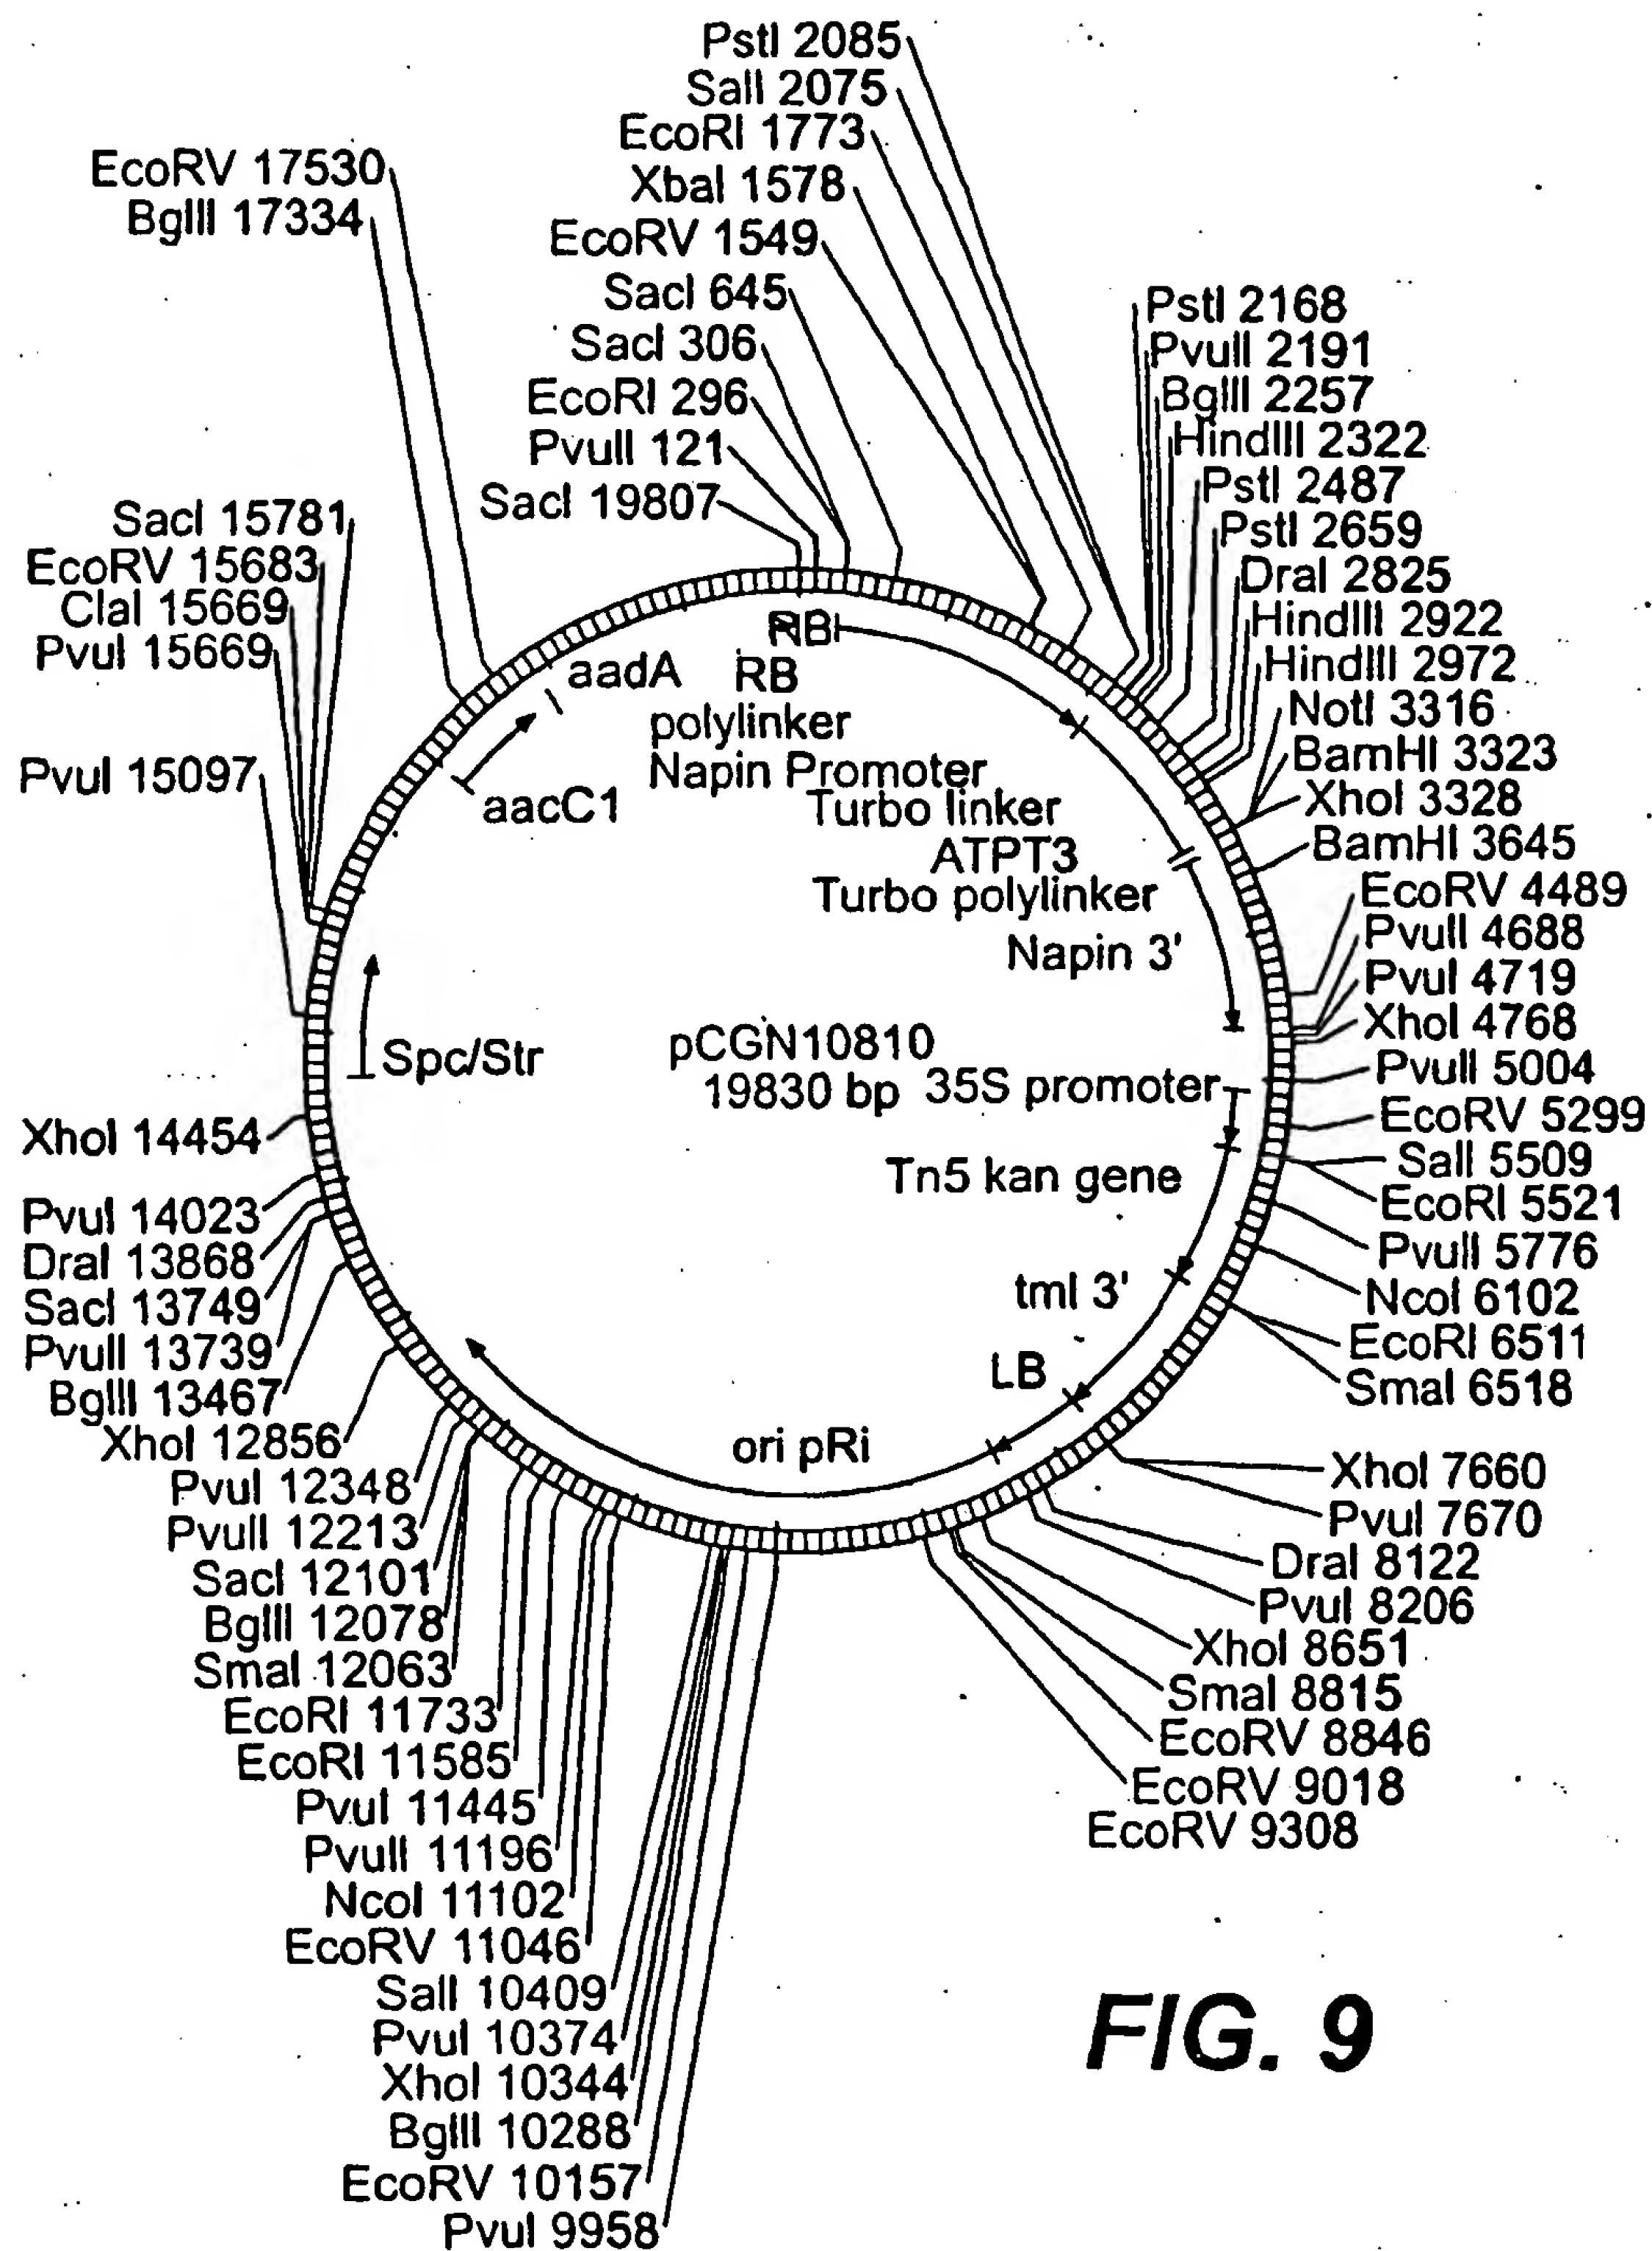 PstI 2085
SalI 2075
EcoRI 1773
XbaI 1578
EcoRV 1549
SacI 645
SacI 306
EcoRI 296
PvuII 121
SacI 19807
EcoRV 17530
BglII 17334
SacI 15781
EcoRV 15683
ClaI 15669
PvuI 15669
PvuI 15097
XhoI 14454
PvuI 14023
DraI 13868
SacI 13749
PvuII 13739
BglII 13467
XhoI 12856
PvuI 12348
PvuII 12213
SacI 12101
BglII 12078
SmaI 12063
EcoRI 11733
EcoRI 11585
PvuI 11445
PvuII 11196
NcoI 11102
EcoRV 11046
SalI 10409
PvuI 10374
XhoI 10344
BglII 10288
EcoRV 10157
PvuI 9958
PstI 2168
PvuII 2191
BglII 2257
HindIII 2322
PstI 2487
PstI 2659
DraI 2825
HindIII 2922
HindIII 2972
NotI 3316
BamHI 3323
XhoI 3328
BamHI 3645
EcoRV 4489
PvuII 4688
PvuI 4719
XhoI 4768
PvuII 5004
EcoRV 5299
SalI 5509
EcoRI 5521
PvuII 5776
NcoI 6102
EcoRI 6511
SmaI 6518
XhoI 7660
PvuI 7670
DraI 8122
PvuI 8206
XhoI 8651
SmaI 8815
EcoRV 8846
EcoRV 9018
EcoRV 9308
RB
aadA
RB
polylinker
Napin Promoter
aacC1
Turbo linker
ATPT3
Turbo polylinker
Napin 3'
Spc/Str
pCGN10810
19830 bp
35S promoter
Tn5 kan gene
tml 3'
LB
ori pRi
FIG. 9